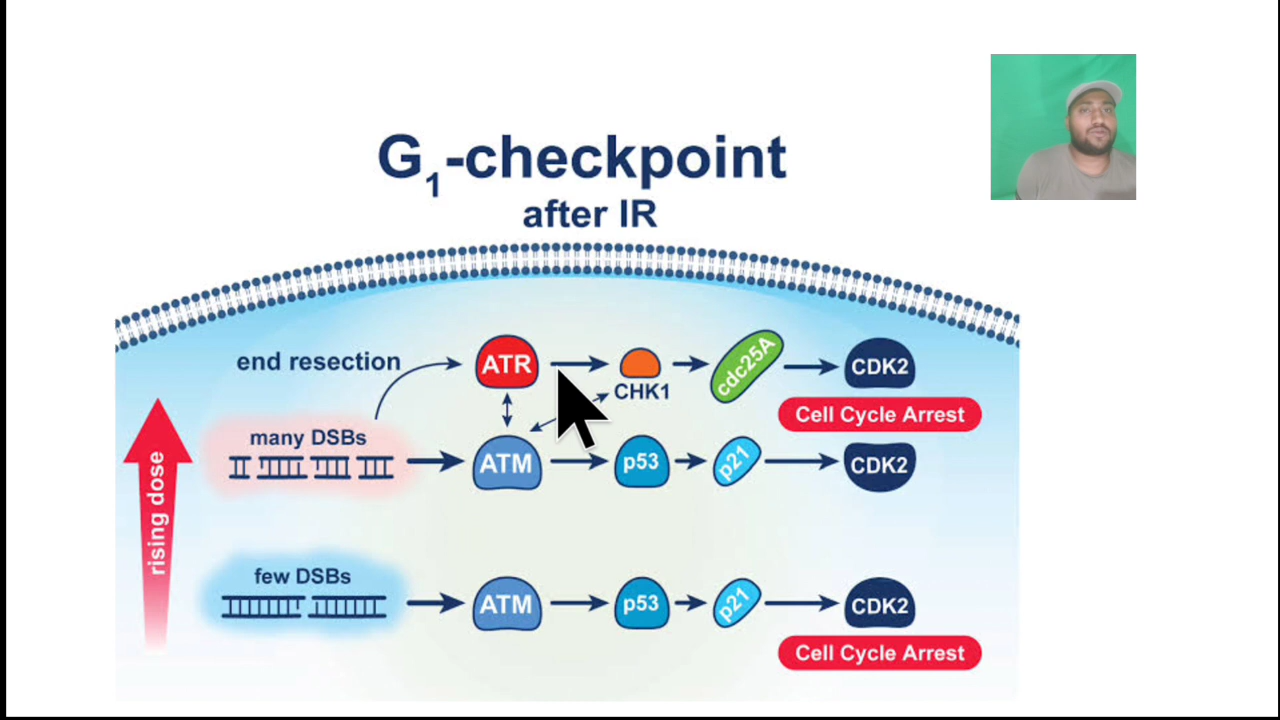 G₁-checkpoint
after IR
end resection
ATR
CHK1
cdc25A
CDK2
Cell Cycle Arrest
many DSBs
ATM
p53
p21
CDK2
rising dose
few DSBs
ATM
p53
p21
CDK2
Cell Cycle Arrest